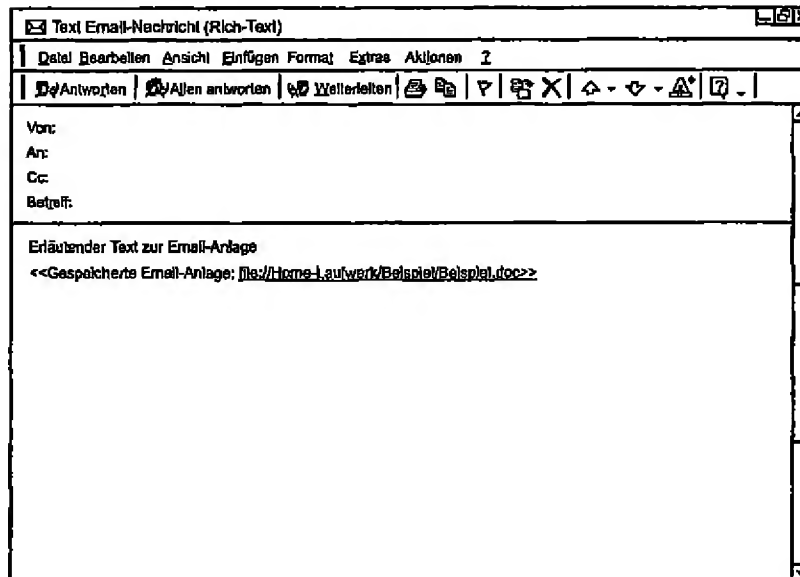 Text Email-Nachricht (Rich-Text)
Datei Bearbeiten Ansicht Einfügen Format Extras Aktionen ?
Antworten Allen antworten Weiterleiten
Von:
An:
Cc:
Betreff:
Erläutender Text zur Email-Anlage
<<Gespeicherte Email-Anlage; file://Home-Laufwerk/Beispiel/Beispiel.doc>>